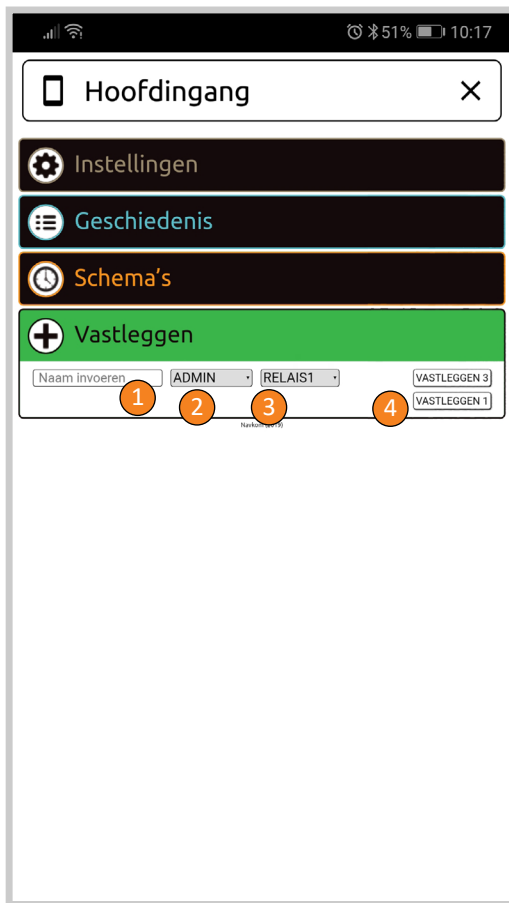 51% 10:17
Hoofdingang
Instellingen
Geschiedenis
Schema's
Vastleggen
Naam invoeren ADMIN RELAIS1 VASTLEGGEN 3
1 2 3 4 VASTLEGGEN 1